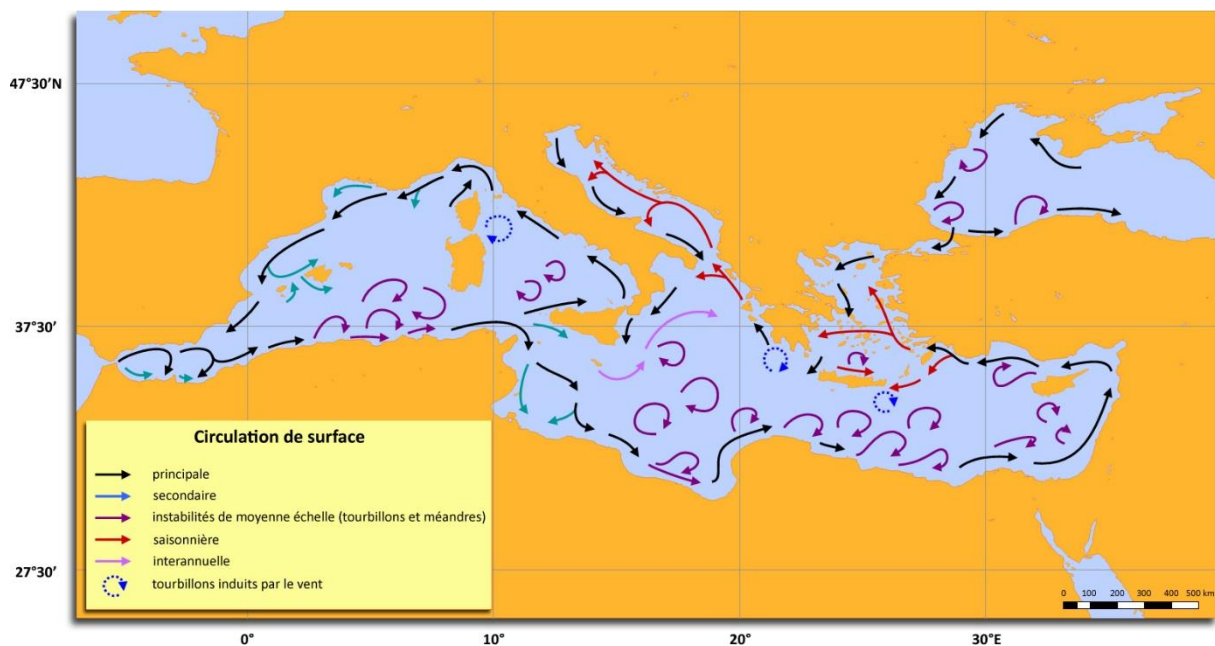 47°30'N
37°30'
27°30'
Circulation de surface
principale
secondaire
instabilités de moyenne échelle (tourbillons et méandres)
saisonnière
interannuelle
tourbillons induits par le vent
0 100 200 300 400 500 km
0° 10° 20° 30°E